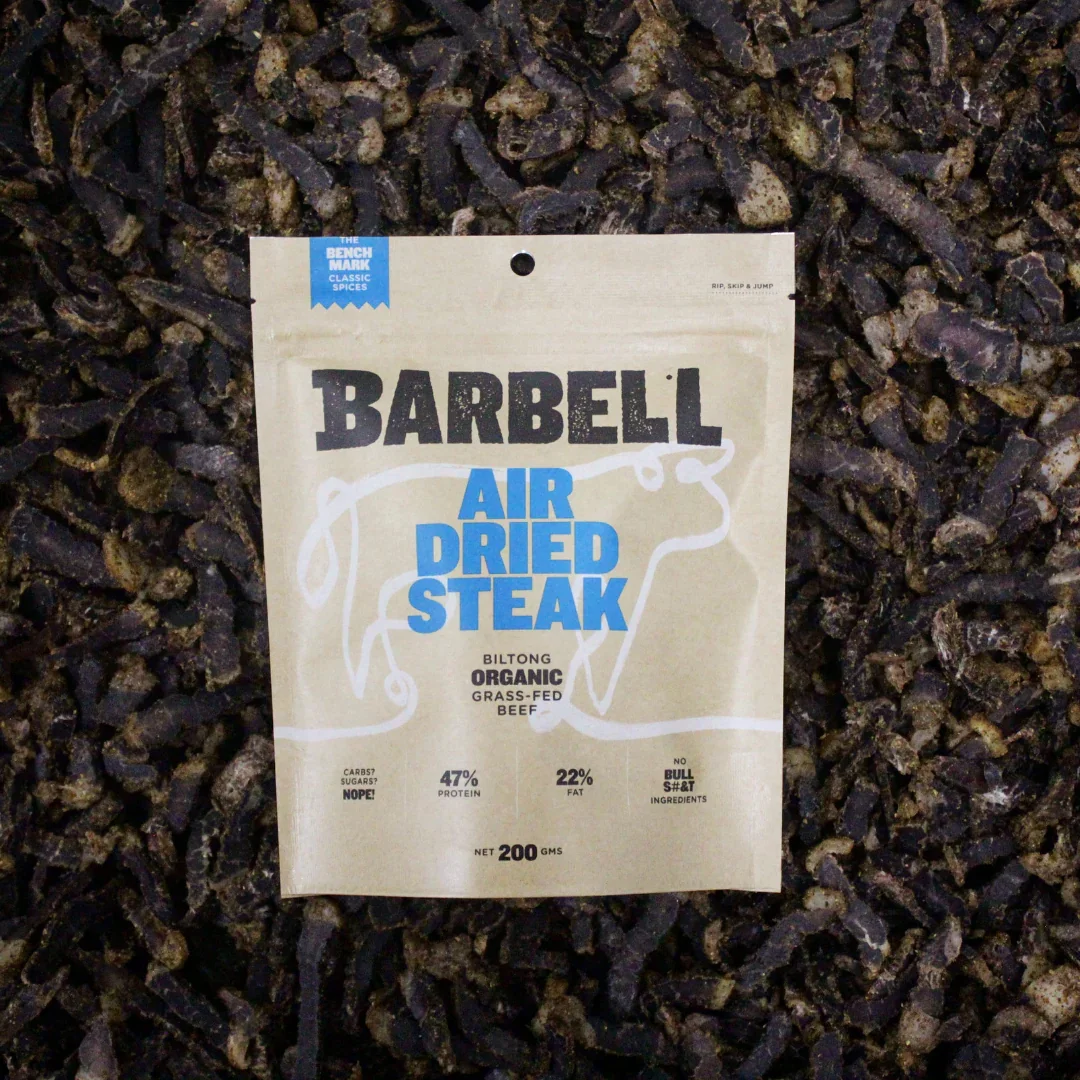 THE
BENCH
MARK
CLASSIC
SPICES
RIP, SKIP & JUMP
BARBELL
AIR
DRIED
STEAK
BILTONG
ORGANIC
GRASS-FED
BEEF
CARBS?
SUGARS?
NOPE!
47%
PROTEIN
22%
FAT
NO
BULL
S#&T
INGREDIENTS
NET 200 GMS